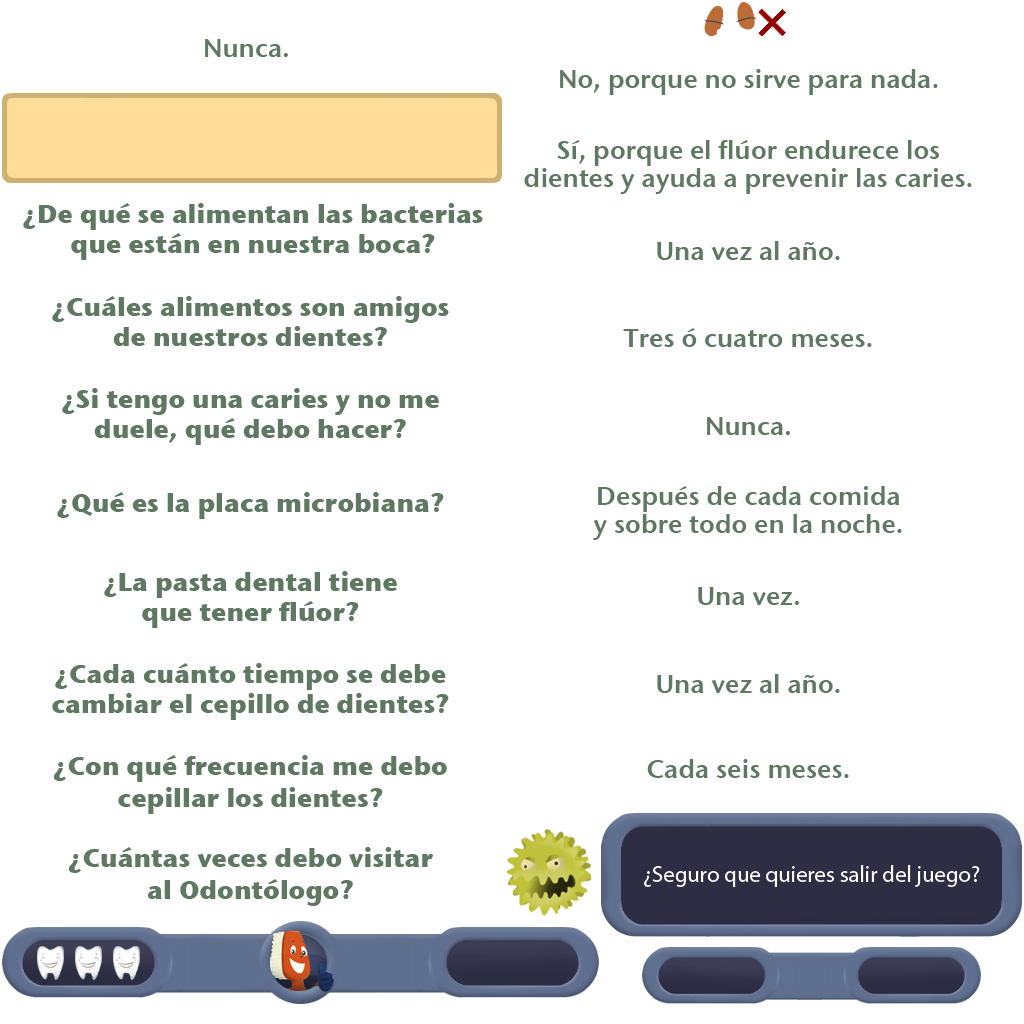 Nunca.
¿De qué se alimentan las bacterias
que están en nuestra boca?
¿Cuáles alimentos son amigos
de nuestros dientes?
¿Si tengo una caries y no me
duele, qué debo hacer?
¿Qué es la placa microbiana?
¿La pasta dental tiene
que tener flúor?
¿Cada cuánto tiempo se debe
cambiar el cepillo de dientes?
¿Con qué frecuencia me debo
cepillar los dientes?
¿Cuántas veces debo visitar
al Odontólogo?
No, porque no sirve para nada.
Sí, porque el flúor endurece los
dientes y ayuda a prevenir las caries.
Una vez al año.
Tres ó cuatro meses.
Nunca.
Después de cada comida
y sobre todo en la noche.
Una vez.
Una vez al año.
Cada seis meses.
¿Seguro que quieres salir del juego?